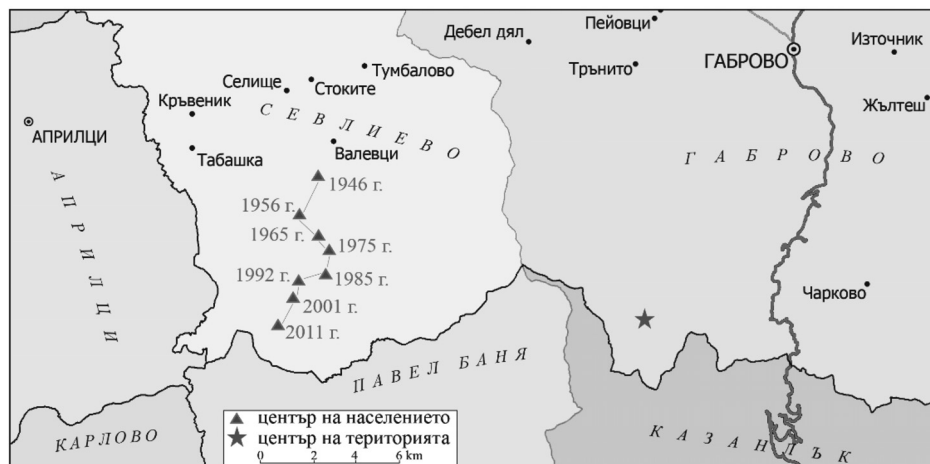 Пейовци
Дебел дял
Източник
ГАБРОВО
Тумбалово
Трънито
Селище
Стоките
Жълтеш
Кръвеник
СЕВЛИЕВО
АПРИЛЦИ
Валевци
Табашка
ГАБРОВО
1946 г.
АПРИЛЦИ
1956 г.
1965 г.
1975 г.
1992 г.
1985 г.
2001 г.
Чарково
2011 г.
ПАВЕЛ БАНЯ
КАРЛОВО
КАЗАНЛЪК
център на населението
център на територията
0 2 4 6 km